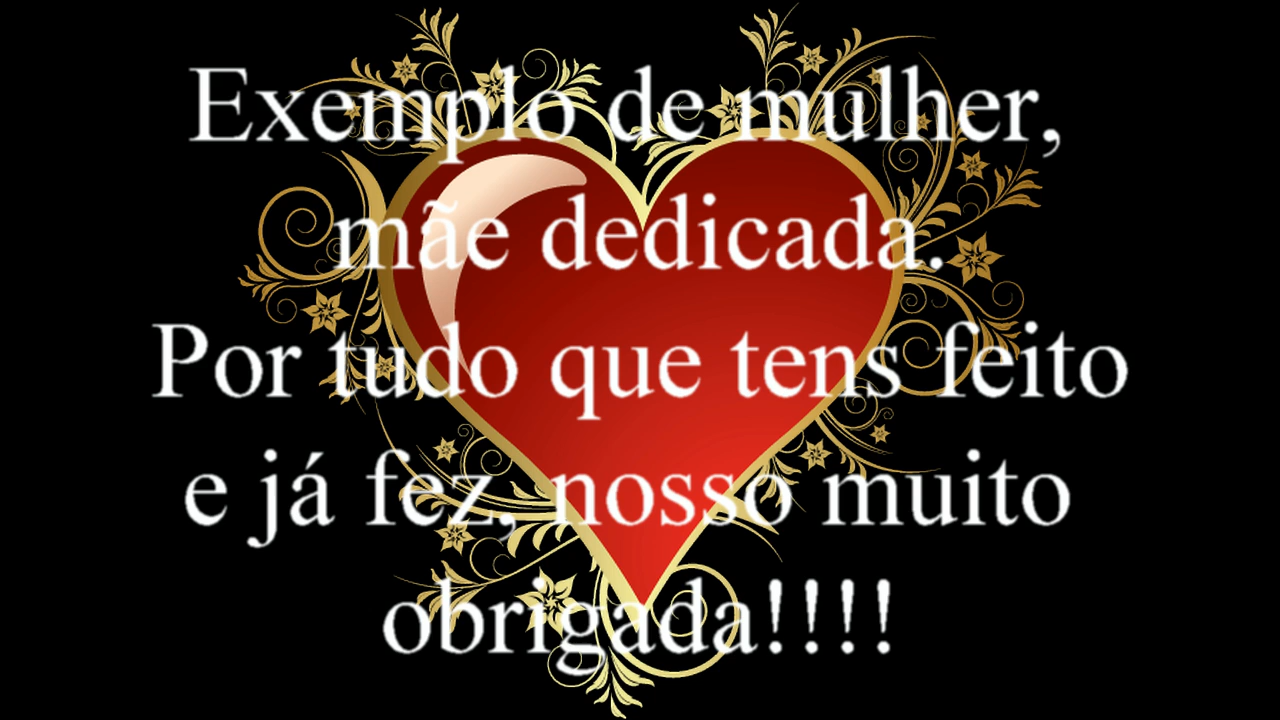 Exemplo de mulher,
mãe dedicada.
Por tudo que tens feito
e já fez, nosso muito
obrigada!!!!